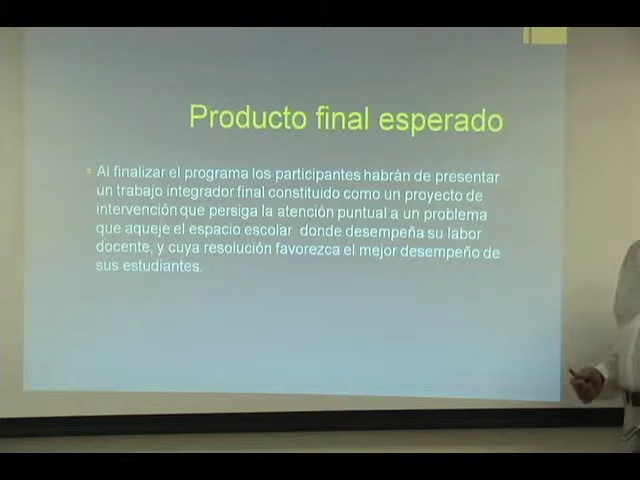 Producto final esperado
Al finalizar el programa los participantes habrán de presentar
un trabajo integrador final constituido como un proyecto de
intervención que persiga la atención puntual a un problema
que aqueje el espacio escolar donde desempeña su labor
docente, y cuya resolución favorezca el mejor desempeño de
sus estudiantes.